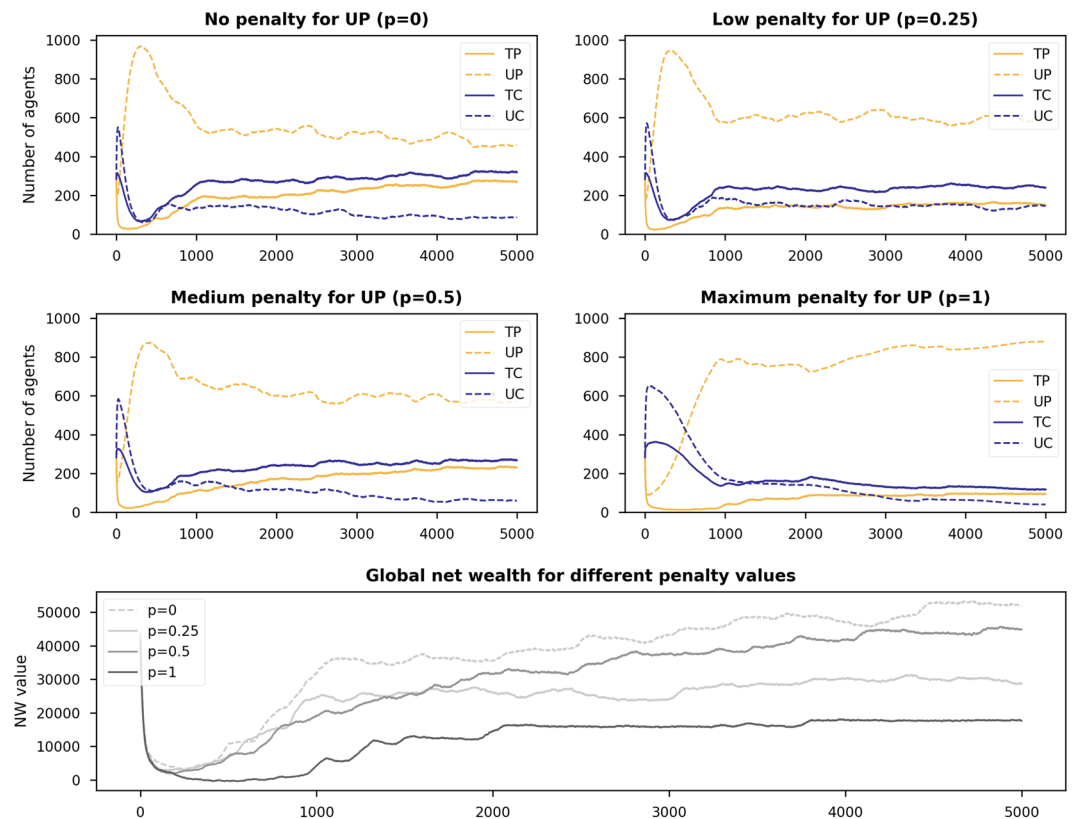 No penalty for UP (p=0)
Low penalty for UP (p=0.25)
Number of agents
1000
800
600
400
200
0
TP
UP
TC
UC
0 1000 2000 3000 4000 5000
1000
800
600
400
200
0
TP
UP
TC
UC
0 1000 2000 3000 4000 5000
Medium penalty for UP (p=0.5)
Maximum penalty for UP (p=1)
Number of agents
1000
800
600
400
200
0
TP
UP
TC
UC
0 1000 2000 3000 4000 5000
1000
800
600
400
200
0
TP
UP
TC
UC
0 1000 2000 3000 4000 5000
Global net wealth for different penalty values
NW value
50000
40000
30000
20000
10000
0
p=0
p=0.25
p=0.5
p=1
0 1000 2000 3000 4000 5000